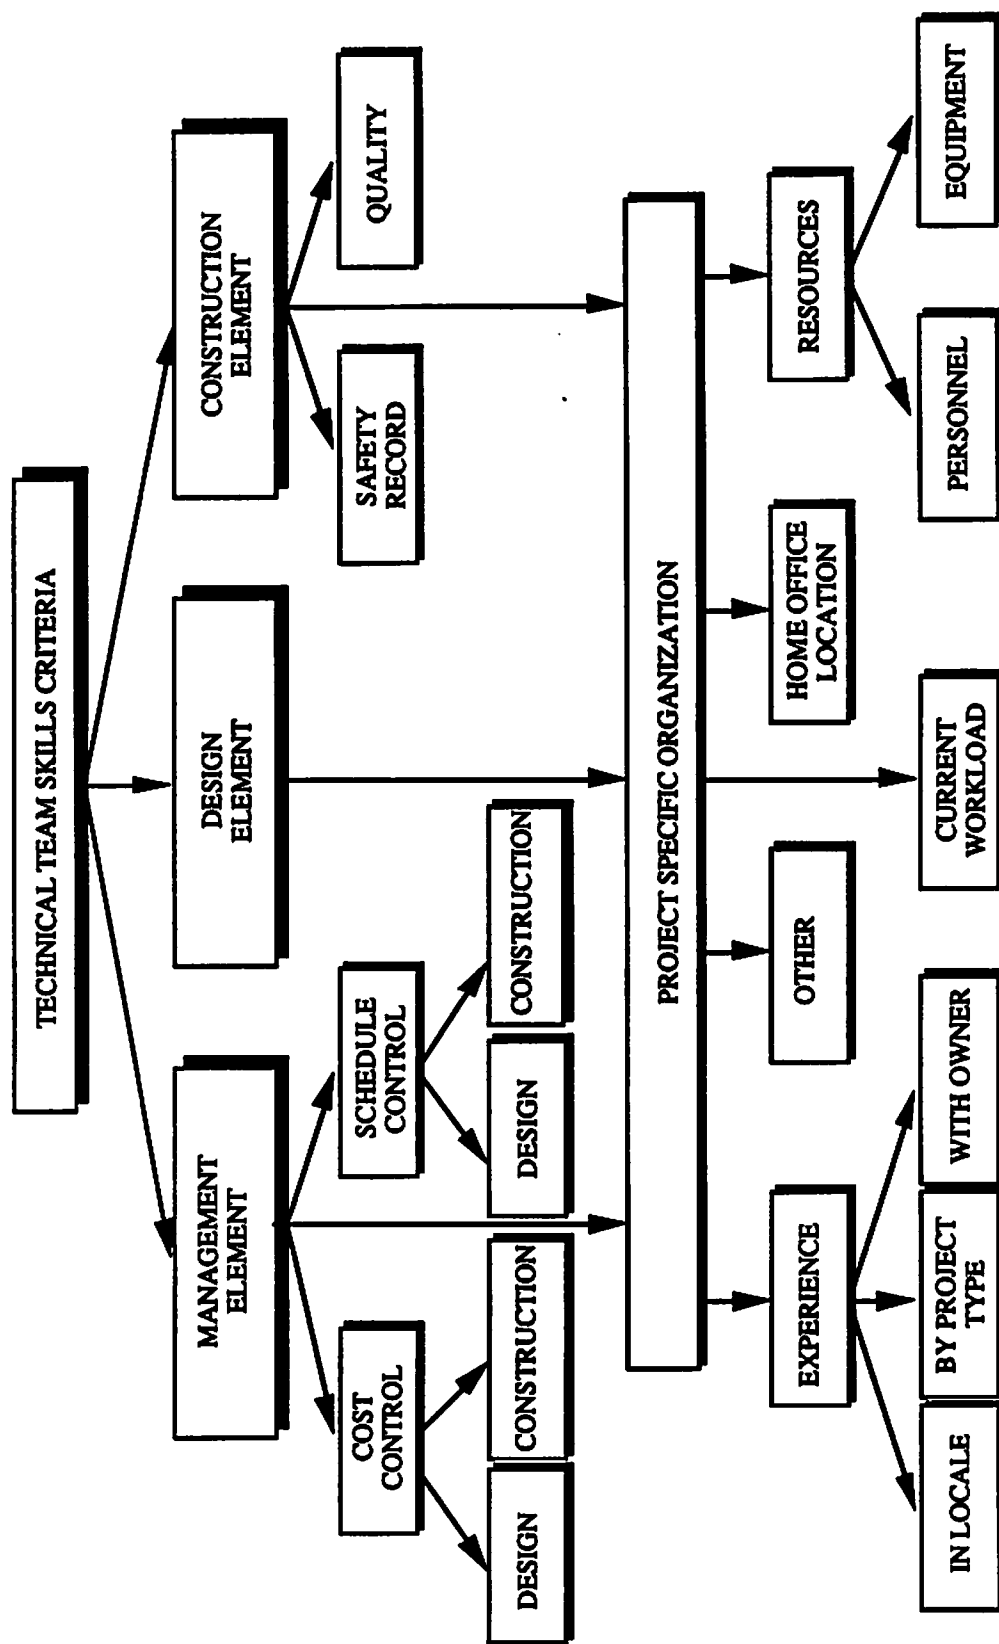 TECHNICAL TEAM SKILLS CRITERIA
MANAGEMENT
ELEMENT
DESIGN
ELEMENT
CONSTRUCTION
ELEMENT
COST
CONTROL
SCHEDULE
CONTROL
SAFETY
RECORD
QUALITY
DESIGN
CONSTRUCTION
DESIGN
CONSTRUCTION
PROJECT SPECIFIC ORGANIZATION
EXPERIENCE
OTHER
HOME OFFICE
LOCATION
RESOURCES
IN LOCALE
BY PROJECT
TYPE
WITH OWNER
CURRENT
WORKLOAD
PERSONNEL
EQUIPMENT